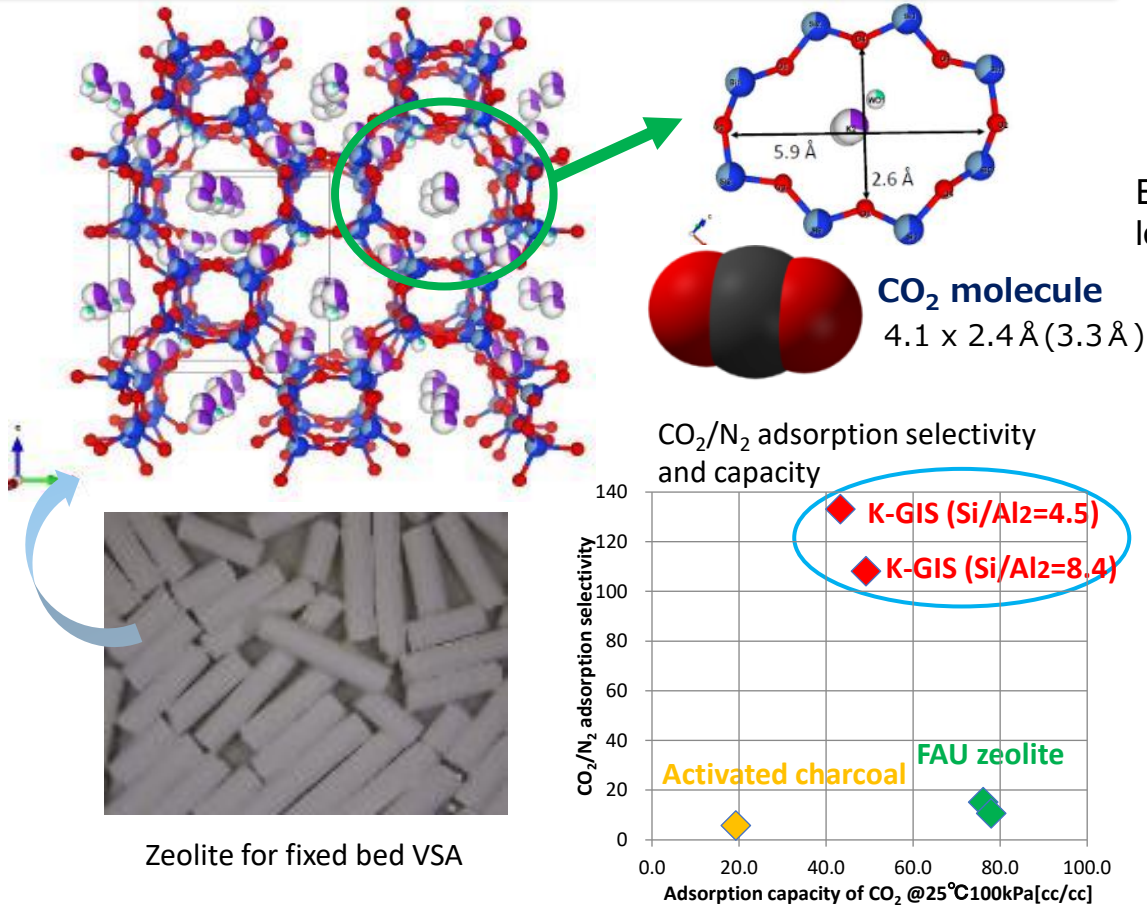 5.9 Å
2.6 Å
CO₂ molecule
4.1 x 2.4 Å (3.3 Å)
CO₂/N₂ adsorption selectivity
and capacity
CO₂/N₂ adsorption selectivity
140
120
100
80
60
40
20
0
K-GIS (Si/Al2=4.5)
K-GIS (Si/Al2=8.4)
FAU zeolite
Activated charcoal
0.0 20.0 40.0 60.0 80.0 100.0
Adsorption capacity of CO₂ @25℃100kPa[cc/cc]
Zeolite for fixed bed VSA